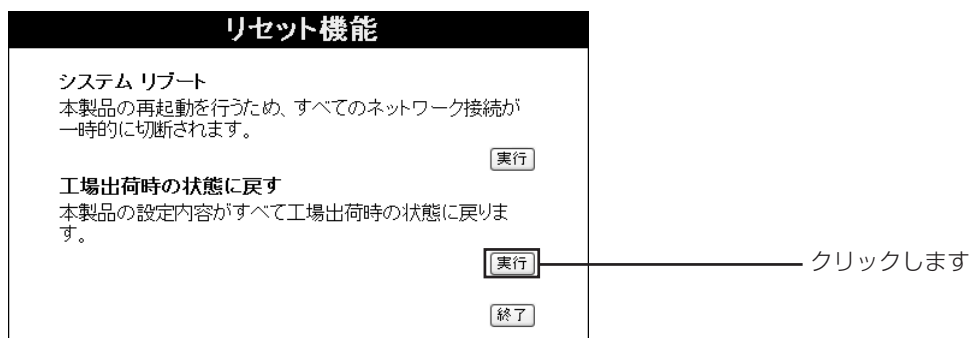 リセット機能
システム リブート
本製品の再起動を行うため、すべてのネットワーク接続が
一時的に切断されます。
実行
工場出荷時の状態に戻す
本製品の設定内容がすべて工場出荷時の状態に戻りま
す。
実行
クリックします
終了